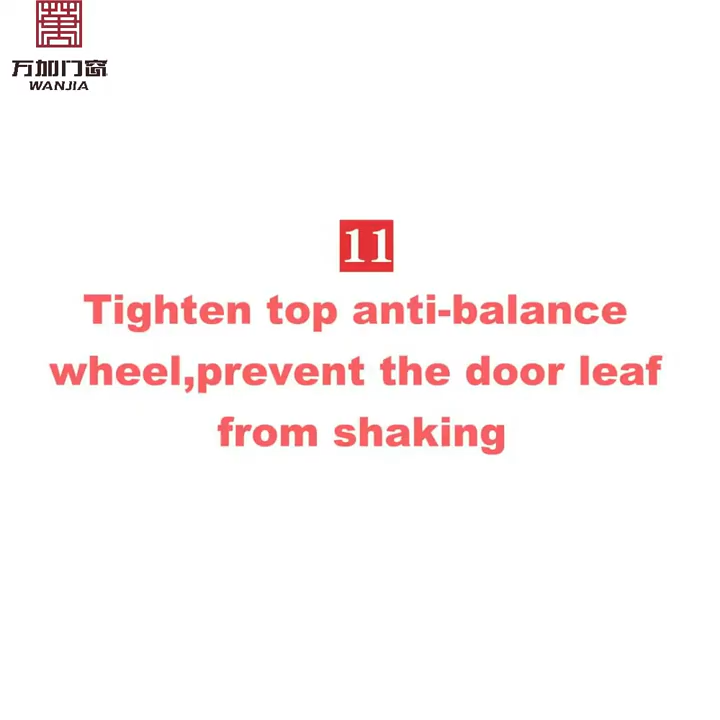 万加门窗
WANJIA
11
Tighten top anti-balance
wheel,prevent the door leaf
from shaking